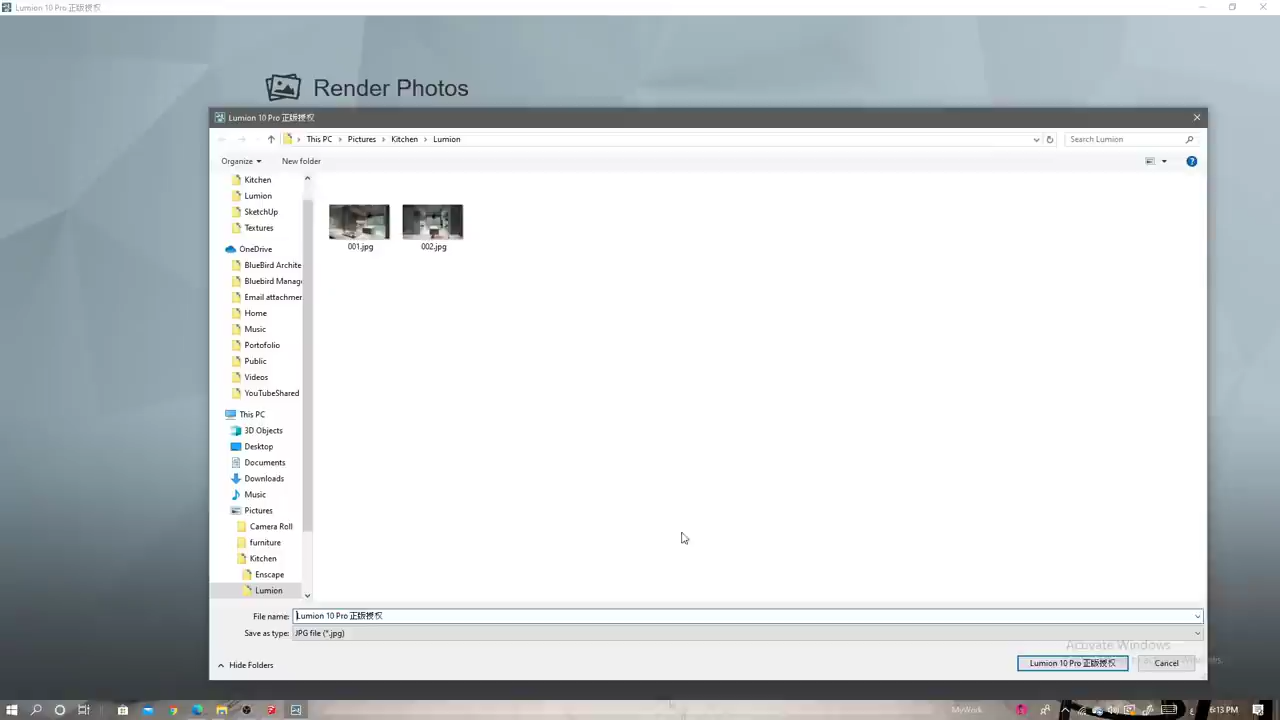 Lumion 10 Pro 正版授权
Render Photos
Lumion 10 Pro 正版授权
This PC
Pictures
Kitchen
Lumion
Search Lumion
Organize
New folder
Kitchen
Lumion
SketchUp
Textures
OneDrive
BlueBird Archite
Bluebird Manag
Email attachmer
Home
Music
Portofolio
Public
Videos
YouTubeShared
This PC
3D Objects
Desktop
Documents
Downloads
Music
Pictures
Camera Roll
furniture
Kitchen
Enscape
Lumion
001.jpg
002.jpg
File name:
Lumion 10 Pro 正版授权
Save as type:
JPG file (*.jpg)
Activate Windows
Hide Folders
Lumion 10 Pro 正版授权
Cancel
MyWork
6:13 PM